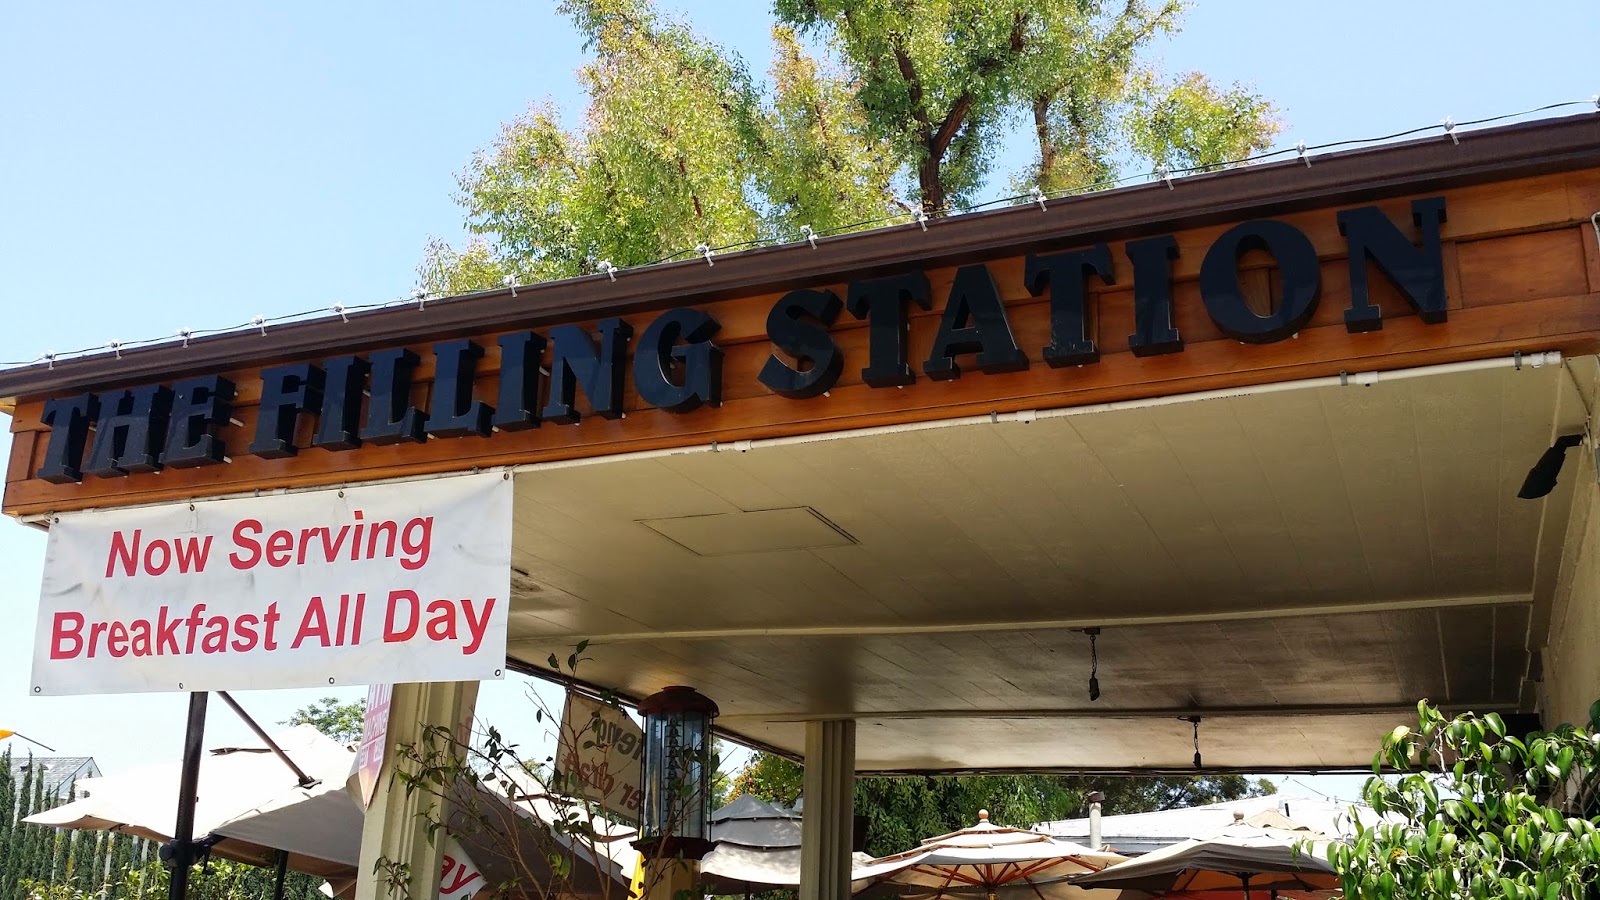 THE FILLING STATION
Now Serving
Breakfast All Day